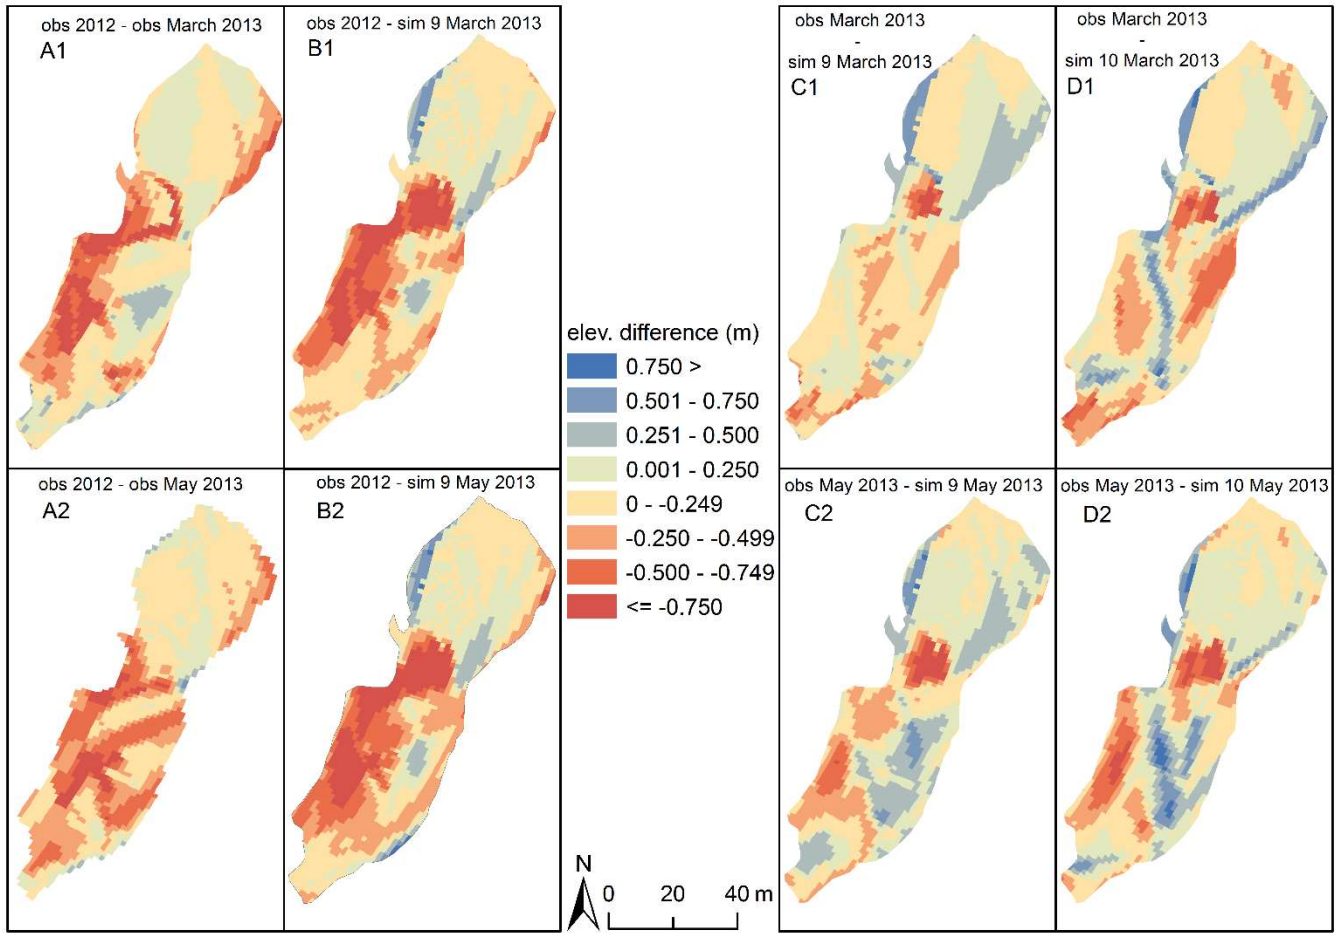 obs 2012 - obs March 2013
A1
obs 2012 - sim 9 March 2013
B1
obs March 2013
-
sim 9 March 2013
C1
obs March 2013
-
sim 10 March 2013
D1
elev. difference (m)
0.750 >
0.501 - 0.750
0.251 - 0.500
0.001 - 0.250
0 - -0.249
-0.250 - -0.499
-0.500 - -0.749
<= -0.750
obs 2012 - obs May 2013
A2
obs 2012 - sim 9 May 2013
B2
obs May 2013 - sim 9 May 2013
C2
obs May 2013 - sim 10 May 2013
D2
N
0 20 40 m